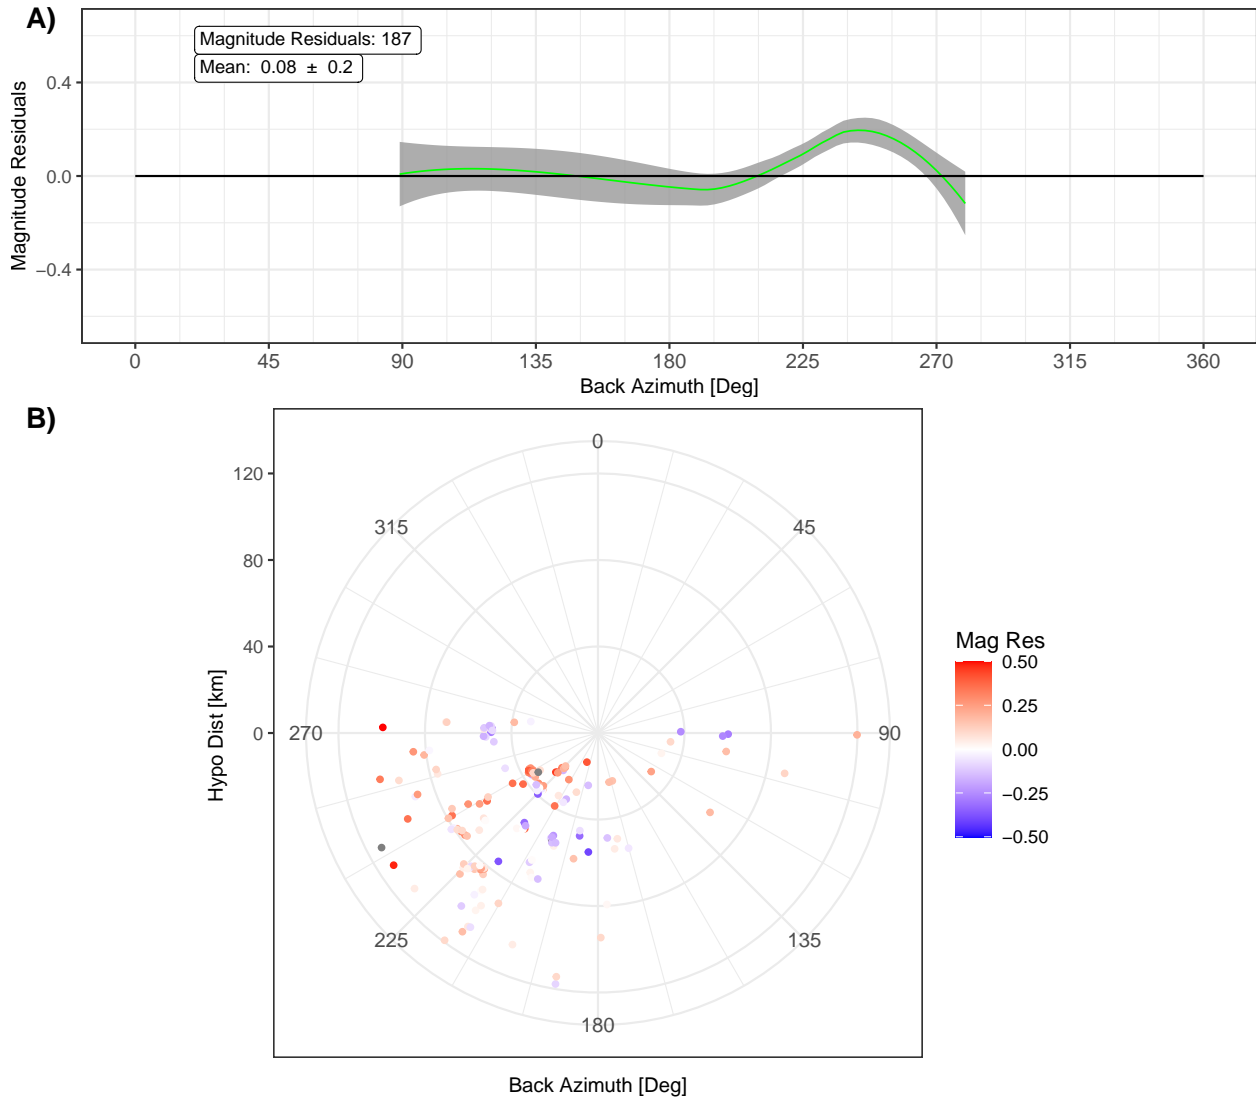 A)
Magnitude Residuals: 187
Mean:  0.08  ±  0.2
Magnitude Residuals
0.4
0.0
−0.4
0 45 90 135 180 225 270 315 360
Back Azimuth [Deg]
B)
Hypo Dist [km]
120
80
40
0
0
45
90
135
180
225
270
315
Back Azimuth [Deg]
Mag Res
0.50
0.25
0.00
−0.25
−0.50